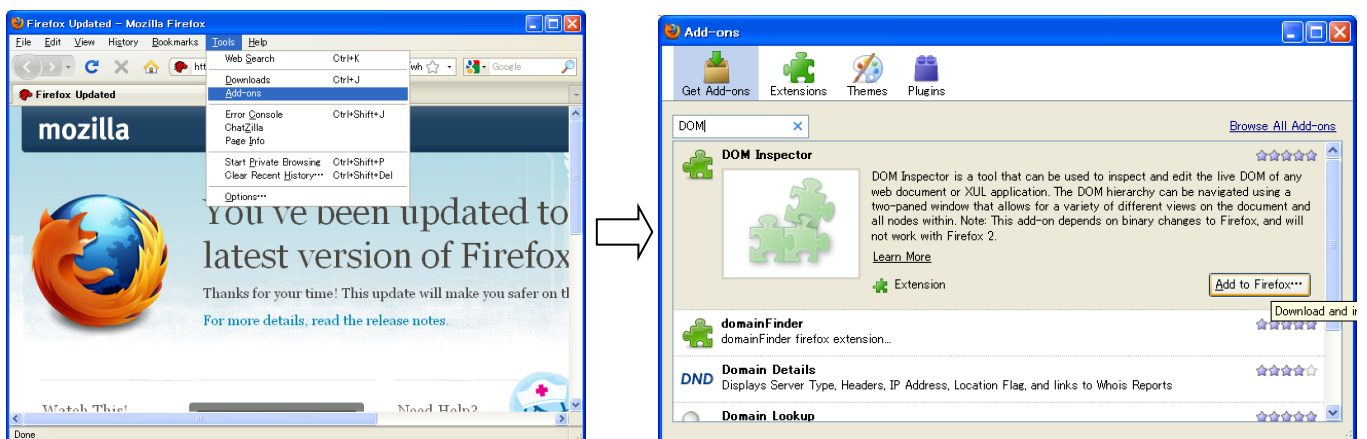 Firefox Updated - Mozilla Firefox
File Edit View History Bookmarks Tools Help
Web Search Ctrl+K
Downloads Ctrl+J
Add-ons
Error Console Ctrl+Shift+J
ChatZilla
Page Info
Start Private Browsing Ctrl+Shift+P
Clear Recent History… Ctrl+Shift+Del
Options…
Google
Firefox Updated
mozilla
You've been updated to
latest version of Firefox
Thanks for your time! This update will make you safer on
For more details, read the release notes.
Watch This! Need Help?
Done
Add-ons
Get Add-ons Extensions Themes Plugins
DOM
Browse All Add-ons
DOM Inspector
DOM Inspector is a tool that can be used to inspect and edit the live DOM of any
web document or XUL application. The DOM hierarchy can be navigated using a
two-paned window that allows for a variety of different views on the document and
all nodes within. Note: This add-on depends on binary changes to Firefox, and will
not work with Firefox 2.
Learn More
Extension
Add to Firefox…
Download and
domainFinder
domainFinder firefox extension...
DND
Domain Details
Displays Server Type, Headers, IP Address, Location Flag, and links to Whois Reports
Domain Lookup